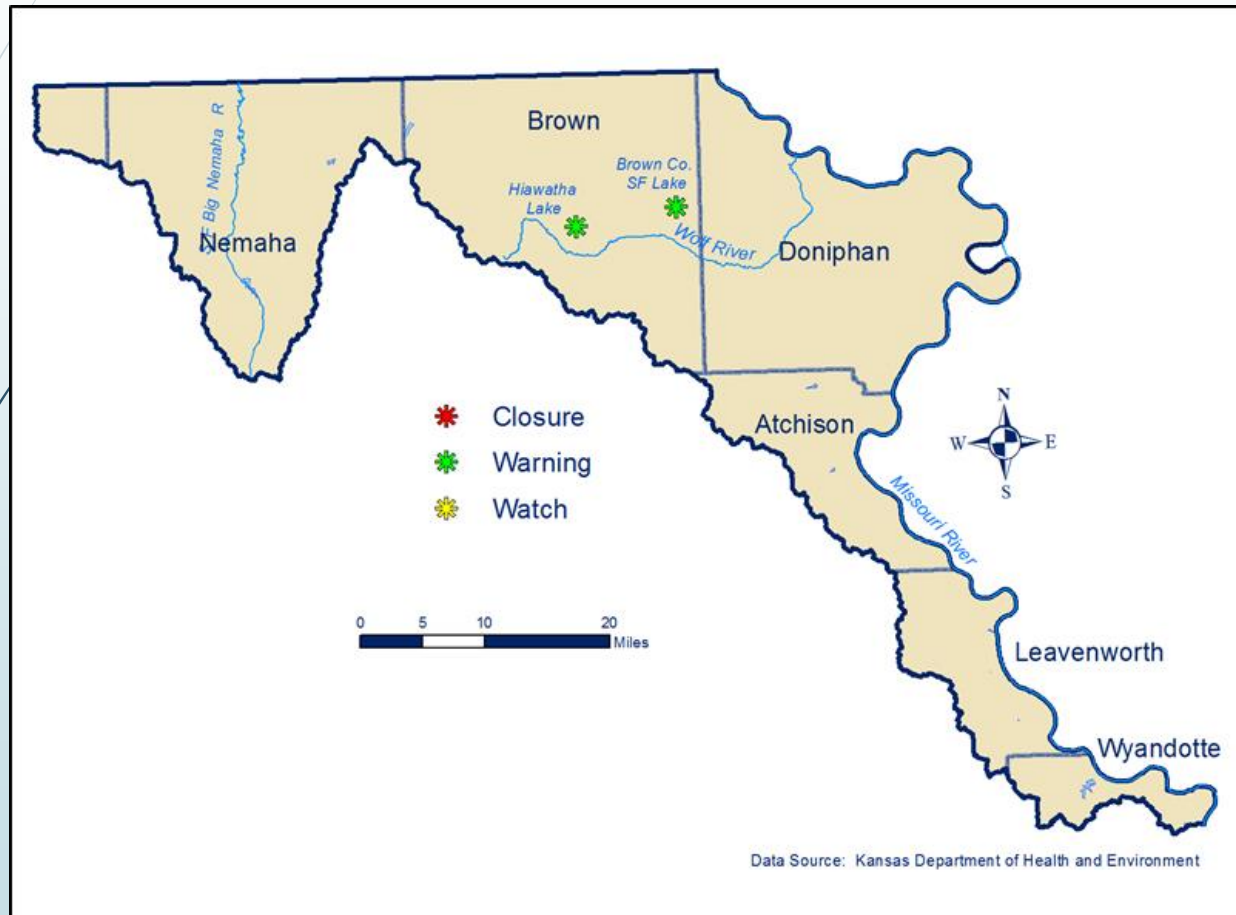 Brown
Brown Co.
SF Lake
Hiawatha
Lake
SF Big Nemaha R
Nemaha
Wolf River
Doniphan
Closure
Warning
Watch
Atchison
N
W
E
S
Missouri River
0 5 10 20
Miles
Leavenworth
Wyandotte
Data Source: Kansas Department of Health and Environment